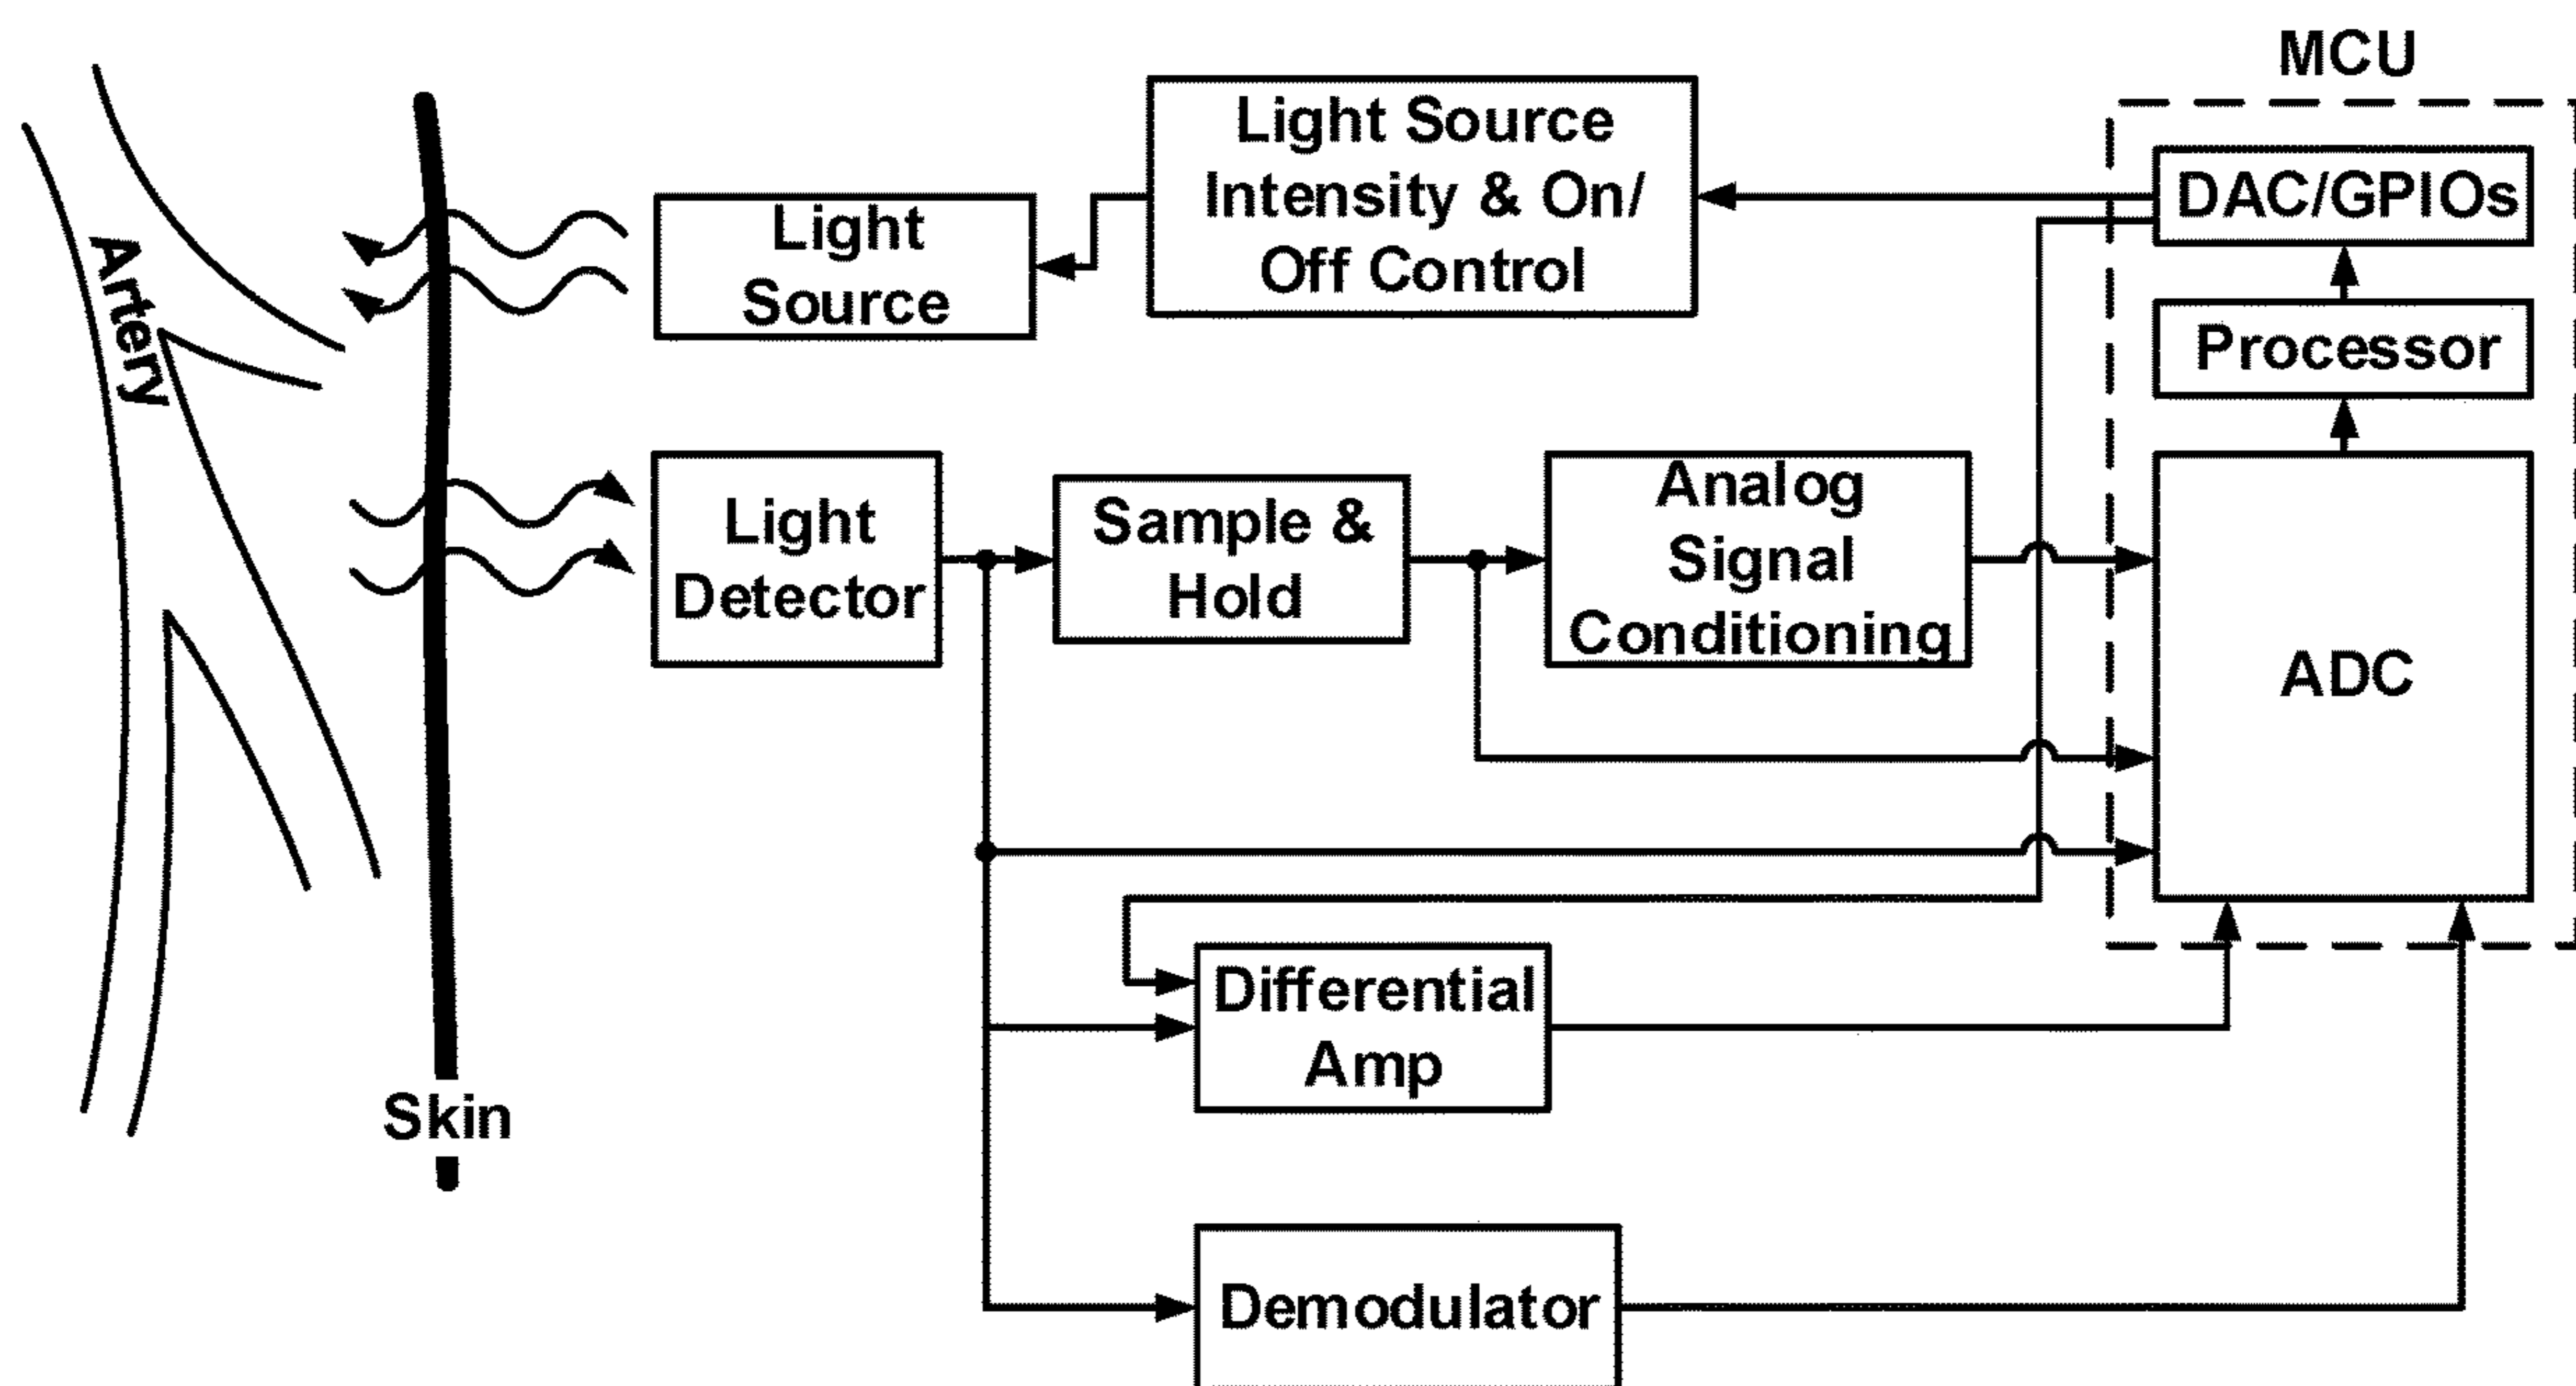 MCU
Light Source
Intensity & On/
Off Control
DAC/GPIOs
Light
Source
Artery
Processor
Light
Detector
Sample &
Hold
Analog
Signal
Conditioning
ADC
Differential
Amp
Skin
Demodulator